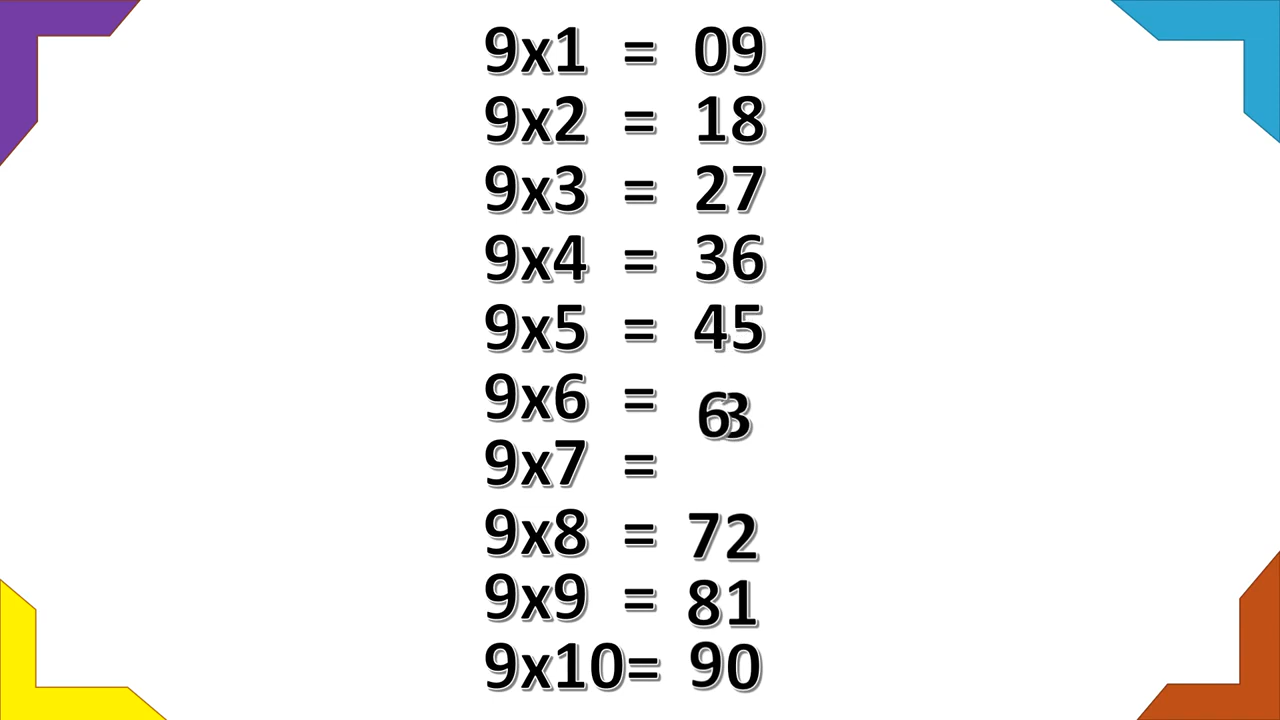 9x1 = 09
9x2 = 18
9x3 = 27
9x4 = 36
9x5 = 45
9x6 = 63
9x7 =
9x8 = 72
9x9 = 81
9x10= 90